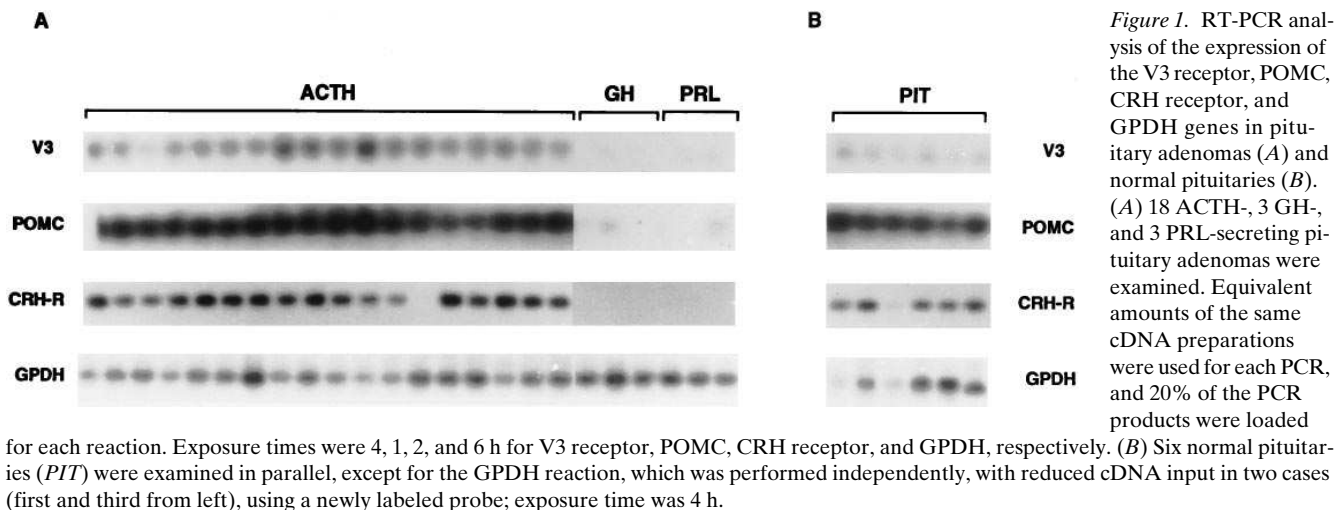 A
B
ACTH
GH
PRL
PIT
V3
V3
POMC
POMC
CRH-R
CRH-R
GPDH
GPDH
Figure 1. RT-PCR anal-
ysis of the expression of
the V3 receptor, POMC,
CRH receptor, and
GPDH genes in pitu-
itary adenomas (A) and
normal pituitaries (B).
(A) 18 ACTH-, 3 GH-,
and 3 PRL-secreting pi-
tuitary adenomas were
examined. Equivalent
amounts of the same
cDNA preparations
were used for each PCR,
and 20% of the PCR
products were loaded
for each reaction. Exposure times were 4, 1, 2, and 6 h for V3 receptor, POMC, CRH receptor, and GPDH, respectively. (B) Six normal pituitar-
ies (PIT) were examined in parallel, except for the GPDH reaction, which was performed independently, with reduced cDNA input in two cases
(first and third from left), using a newly labeled probe; exposure time was 4 h.